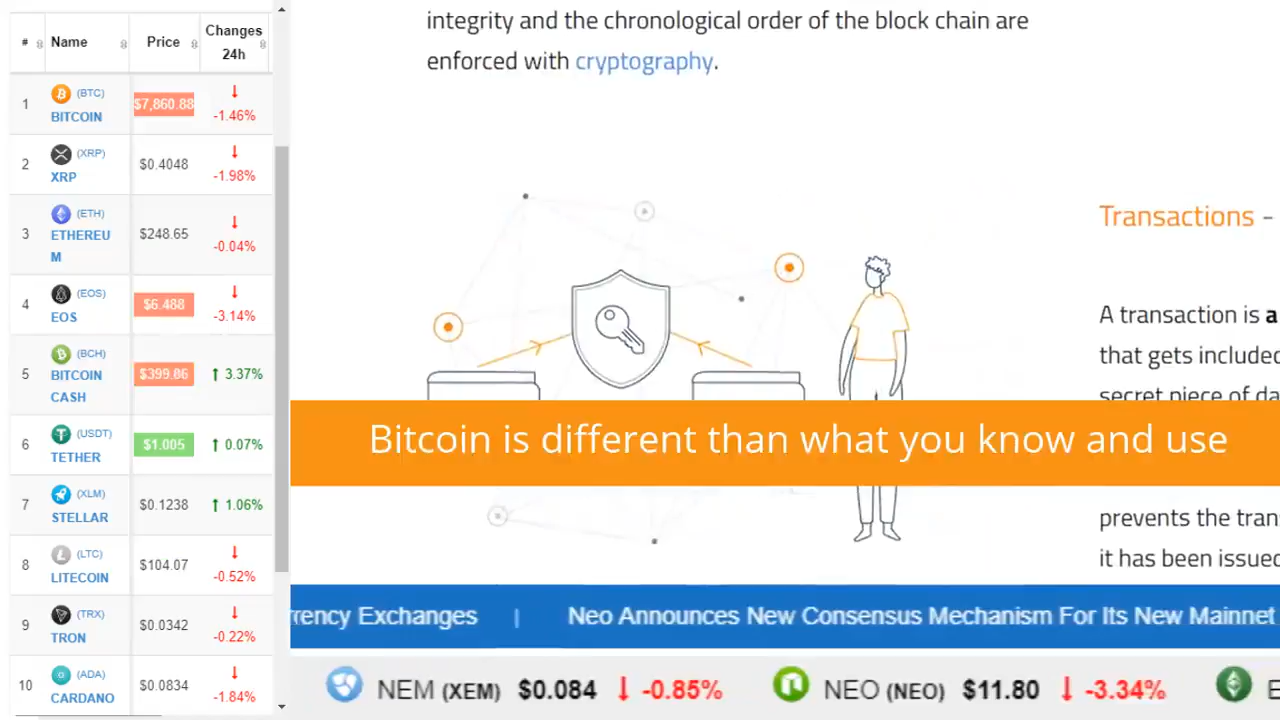 # Name Price Changes
24h
1 (BTC) BITCOIN $7,860.88 -1.46%
2 (XRP) XRP $0.4048 -1.98%
3 (ETH) ETHEREU
M $248.65 -0.04%
4 (EOS) EOS $6.488 -3.14%
5 (BCH) BITCOIN
CASH $399.86 3.37%
6 (USDT) TETHER $1.005 0.07%
7 (XLM) STELLAR $0.1238 1.06%
8 (LTC) LITECOIN $104.07 -0.52%
9 (TRX) TRON $0.0342 -0.22%
10 (ADA) CARDANO $0.0834 -1.84%
integrity and the chronological order of the block chain are
enforced with cryptography.
Transactions -
A transaction is a
that gets included
secret piece of da
Bitcoin is different than what you know and use
prevents the tran
it has been issued
rency Exchanges | Neo Announces New Consensus Mechanism For Its New Mainnet
NEM (XEM) $0.084 -0.85% NEO (NEO) $11.80 -3.34% E